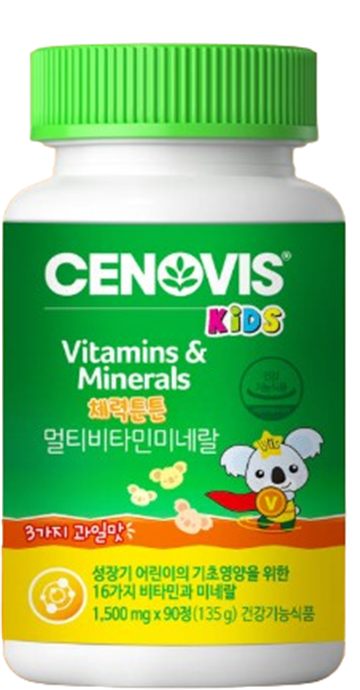 CENOVIS®
KiDS
Vitamins &
Minerals
체력튼튼
멀티비타민미네랄
Vits
V
3가지 과일맛
성장기 어린이의 기초영양을 위한
16가지 비타민과 미네랄
1,500 mg x 90정(135 g) 건강기능식품